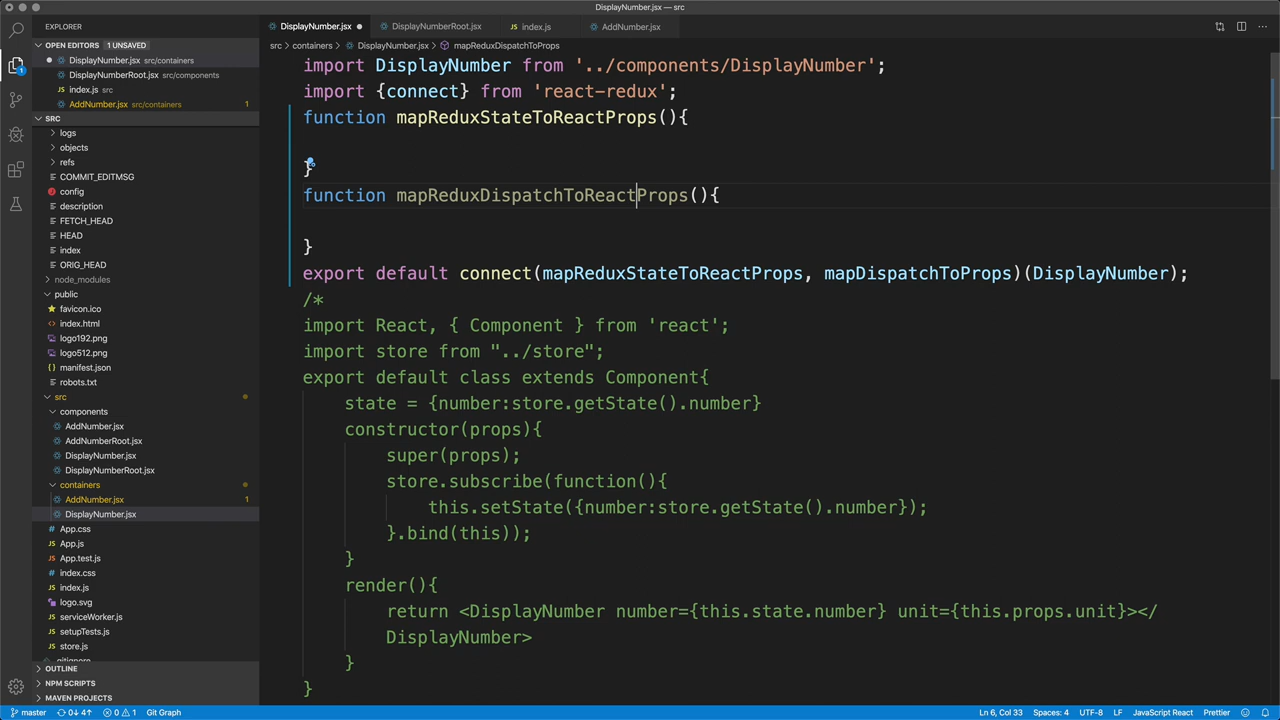 DisplayNumber.jsx — src
EXPLORER
OPEN EDITORS 1 UNSAVED
DisplayNumber.jsx src/containers
DisplayNumberRoot.jsx src/components
index.js src
AddNumber.jsx src/containers 1
SRC
logs
objects
refs
COMMIT_EDITMSG
config
description
FETCH_HEAD
HEAD
index
ORIG_HEAD
node_modules
public
favicon.ico
index.html
logo192.png
logo512.png
manifest.json
robots.txt
src
components
AddNumber.jsx
AddNumberRoot.jsx
DisplayNumber.jsx
DisplayNumberRoot.jsx
containers
AddNumber.jsx 1
DisplayNumber.jsx
App.css
App.js
App.test.js
index.css
index.js
logo.svg
serviceWorker.js
setupTests.js
store.js
.gitignore
OUTLINE
NPM SCRIPTS
MAVEN PROJECTS
DisplayNumber.jsx DisplayNumberRoot.jsx index.js AddNumber.jsx
src > containers > DisplayNumber.jsx > mapReduxDispatchToProps
import DisplayNumber from '../components/DisplayNumber';
import {connect} from 'react-redux';
function mapReduxStateToReactProps(){
}
function mapReduxDispatchToReactProps(){
}
export default connect(mapReduxStateToReactProps, mapDispatchToProps)(DisplayNumber);
/*
import React, { Component } from 'react';
import store from "../store";
export default class extends Component{
state = {number:store.getState().number}
constructor(props){
super(props);
store.subscribe(function(){
this.setState({number:store.getState().number});
}.bind(this));
}
render(){
return <DisplayNumber number={this.state.number} unit={this.props.unit}></
DisplayNumber>
}
}
master 0↓ 4↑ 0 1 Git Graph Ln 6, Col 33 Spaces: 4 UTF-8 LF JavaScript React Prettier